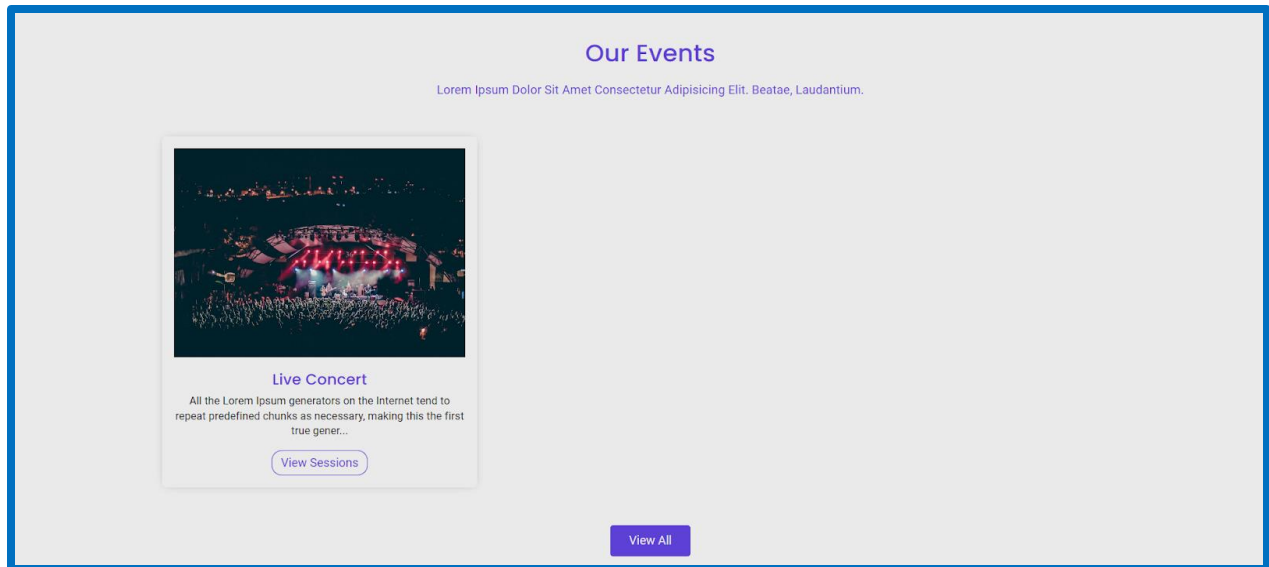 Our Events
Lorem Ipsum Dolor Sit Amet Consectetur Adipisicing Elit. Beatae, Laudantium.
Live Concert
All the Lorem Ipsum generators on the Internet tend to
repeat predefined chunks as necessary, making this the first
true gener...
View Sessions
View All